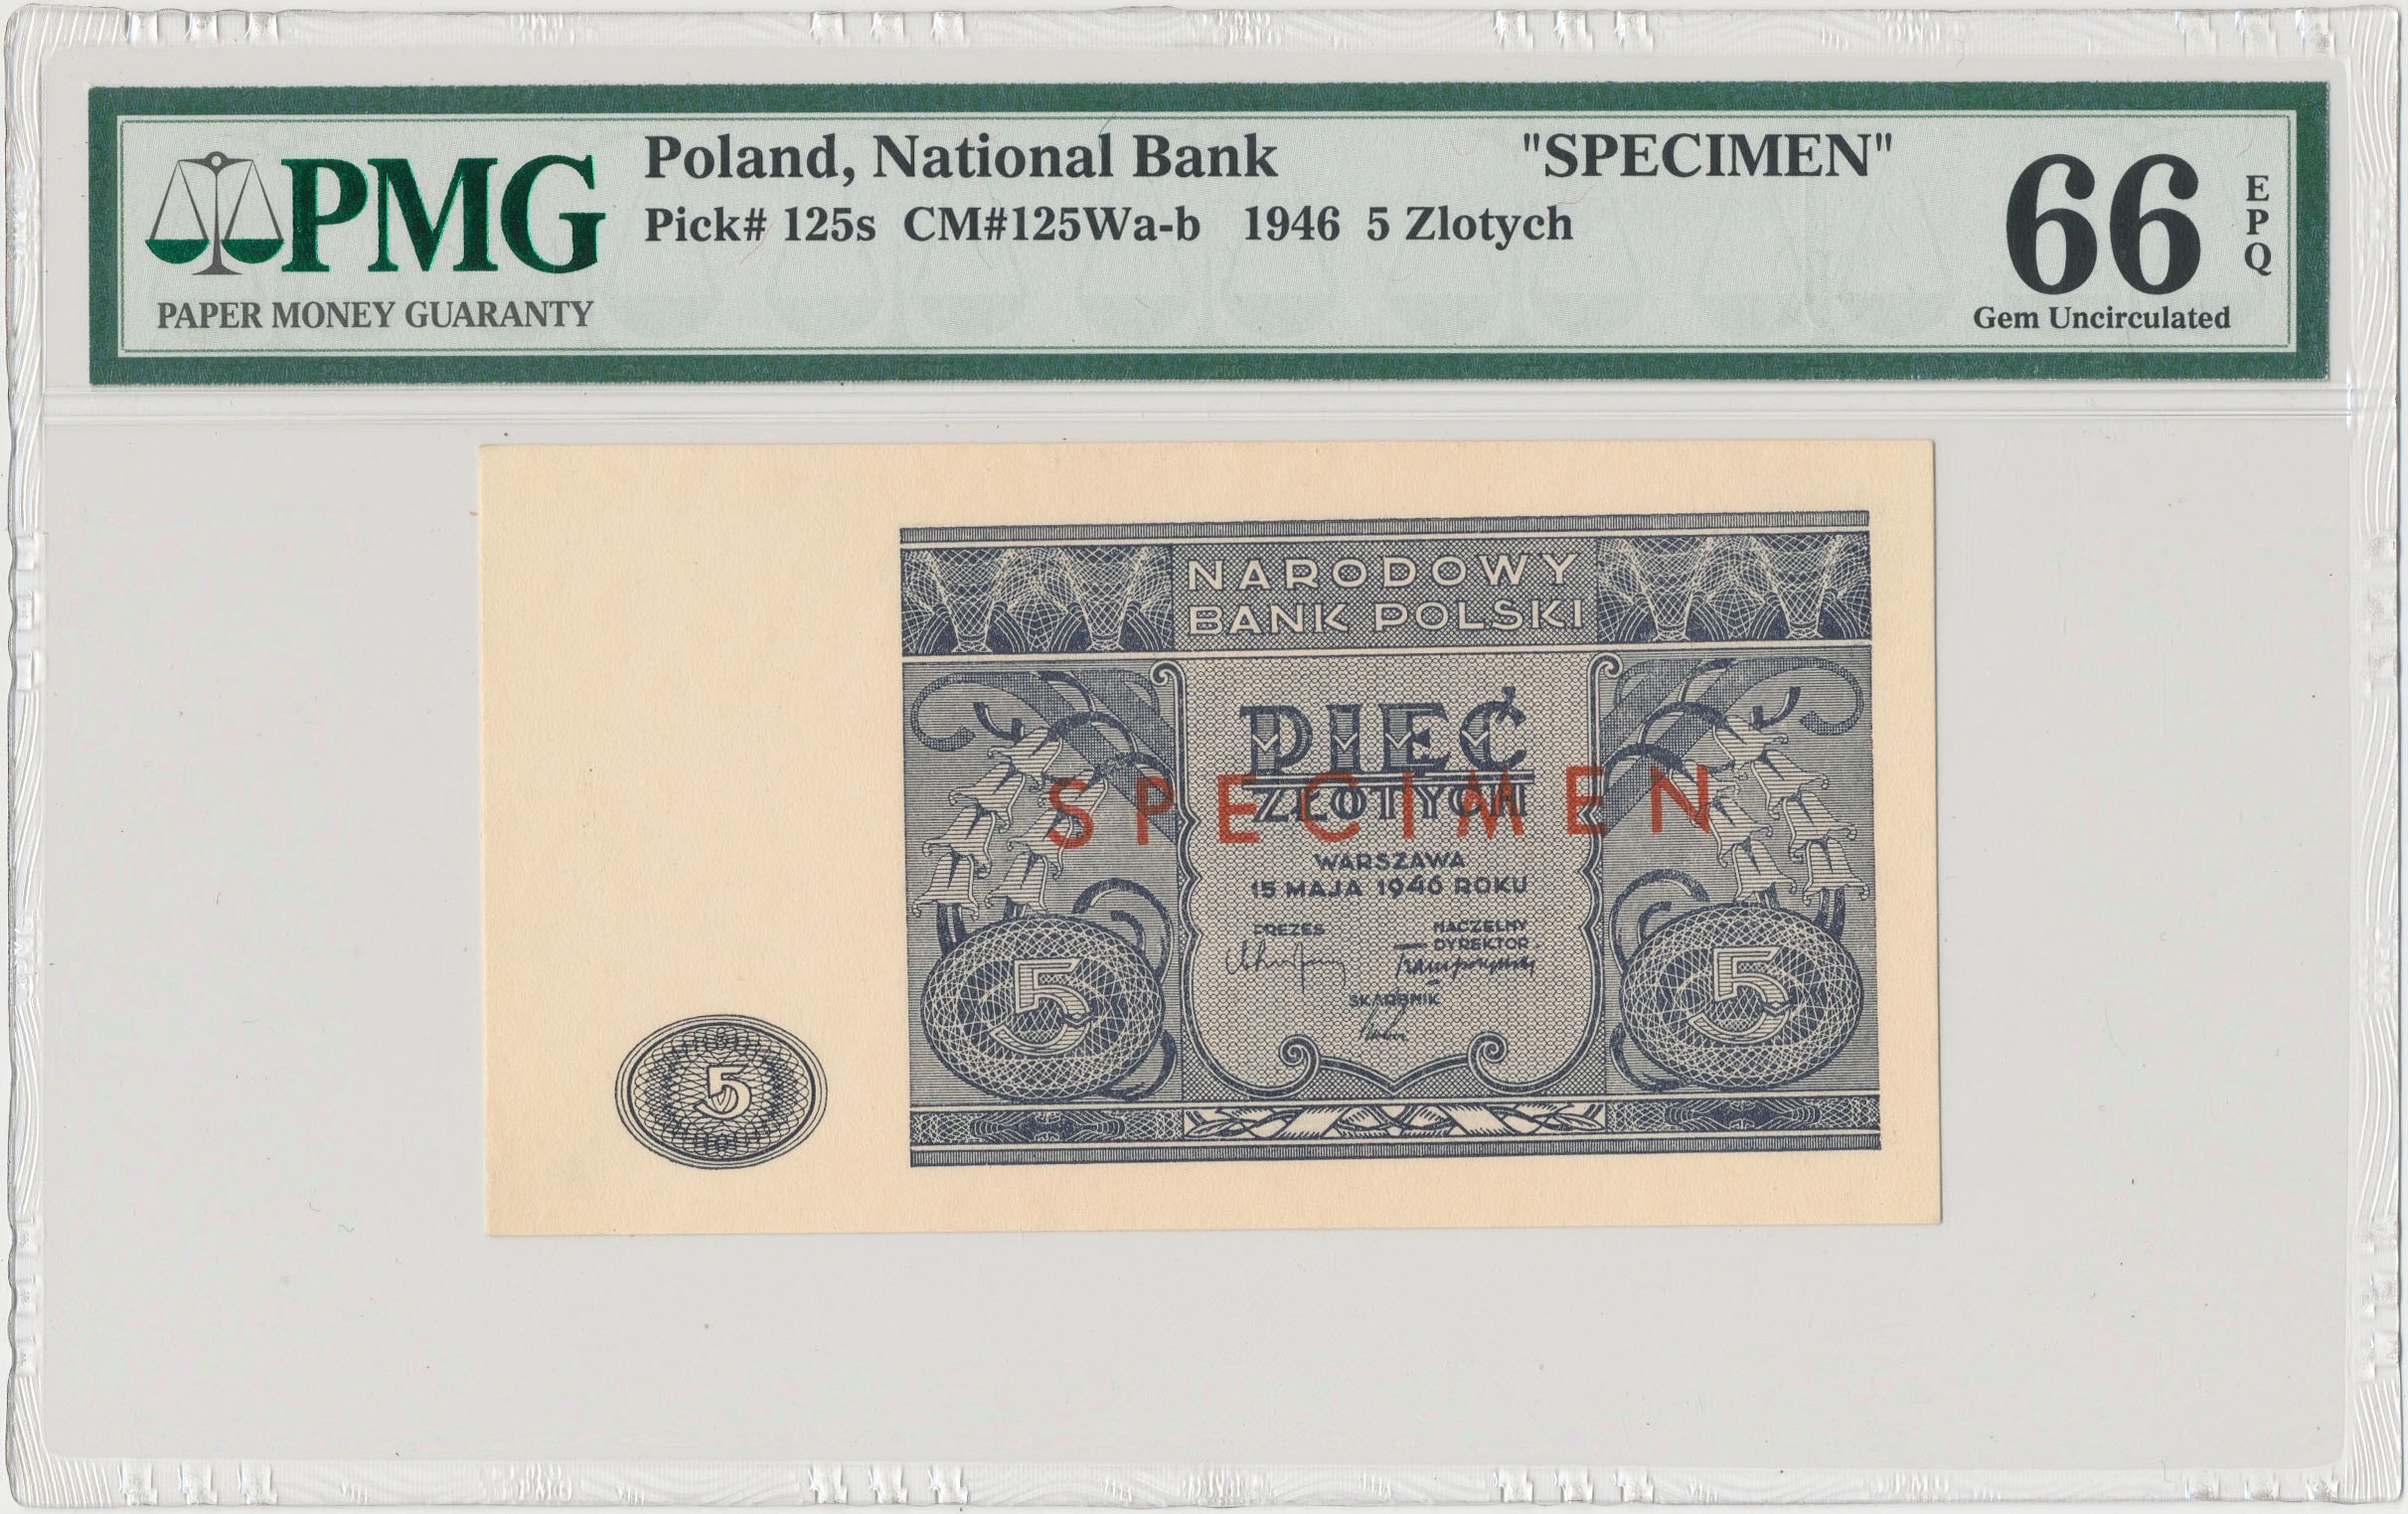 PMG
PAPER MONEY GUARANTY
Poland, National Bank "SPECIMEN"
Pick# 125s CM#125Wa-b 1946 5 Zlotych
66
EPQ
Gem Uncirculated
NARODOWY
BANK POLSKI
PIĘĆ
ZŁOTYCH
SPECIMEN
WARSZAWA
15 MAJA 1946 ROKU
PREZES
NACZELNY
DYREKTOR
SKARBNIK
5
5
5